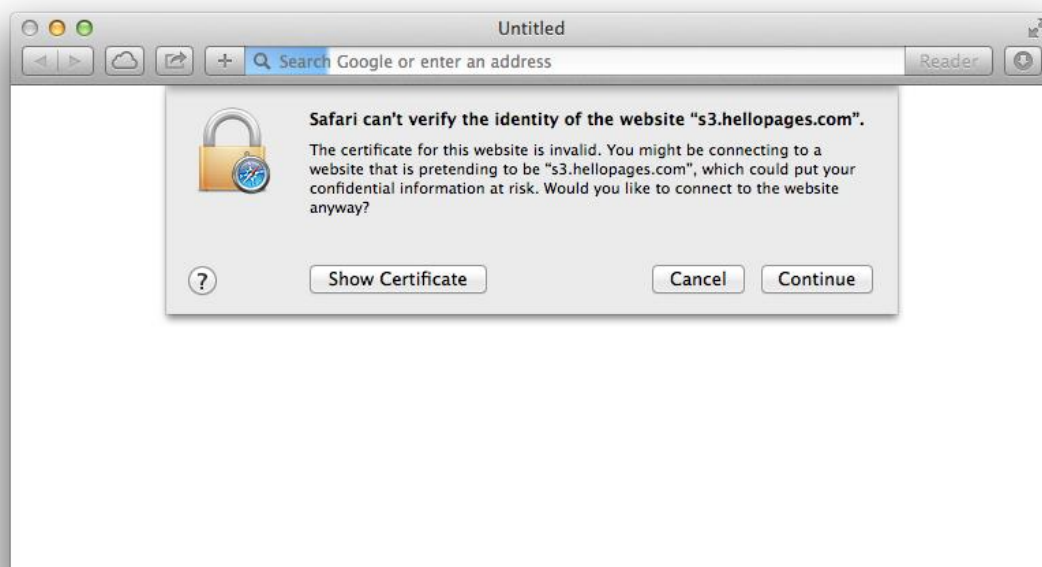 Untitled
Search Google or enter an address
Reader
Safari can't verify the identity of the website “s3.hellopages.com”.
The certificate for this website is invalid. You might be connecting to a
website that is pretending to be “s3.hellopages.com”, which could put your
confidential information at risk. Would you like to connect to the website
anyway?
?
Show Certificate
Cancel
Continue